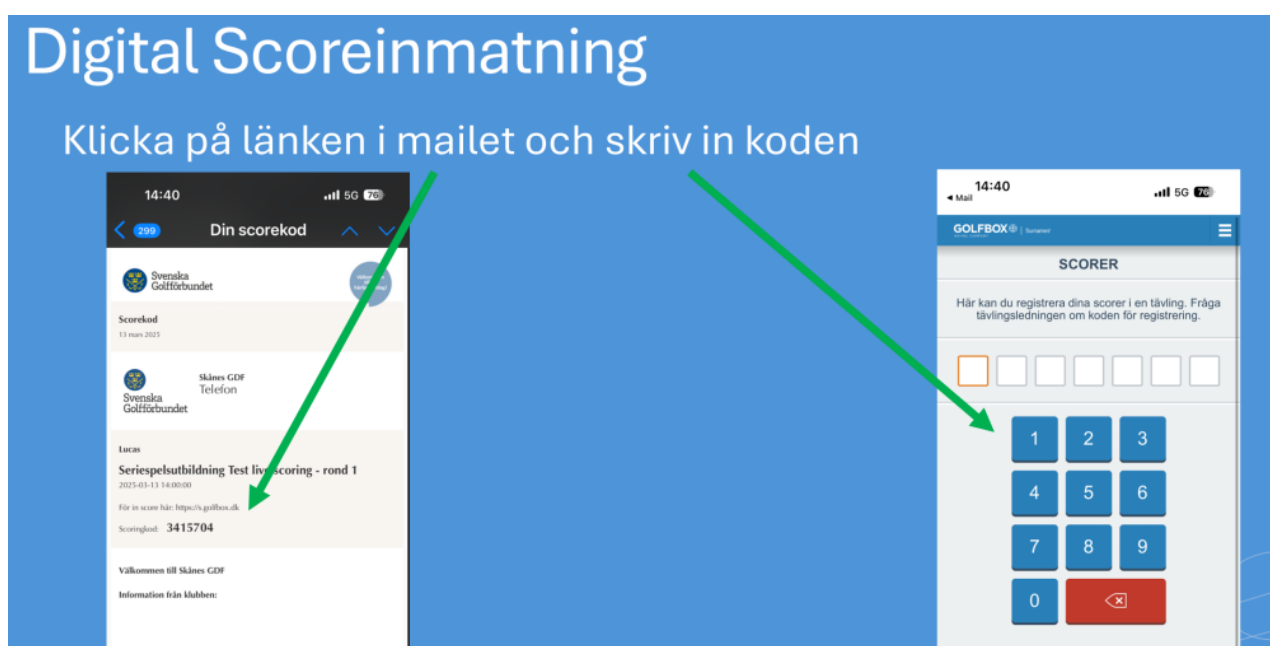 Digital Scoreinmatning
Klicka på länken i mailet och skriv in koden
14:40
5G 76
299
Din scorekod
Svenska
Golfförbundet
Scorekod
13 mars 2025
Skånes GDF
Telefon
Svenska
Golfförbundet
Lucas
Seriespelsutbildning Test live scoring - rond 1
2025-03-13 14:00:00
För in score här: https://s.golfbox.dk
Scoringkod: 3415704
Välkommen till Skånes GDF
Information från klubben:
14:40
Mail
5G 76
GOLFBOX
SCORER
Här kan du registrera dina scorer i en tävling. Fråga
tävlingsledningen om koden för registrering.
1 2 3
4 5 6
7 8 9
0